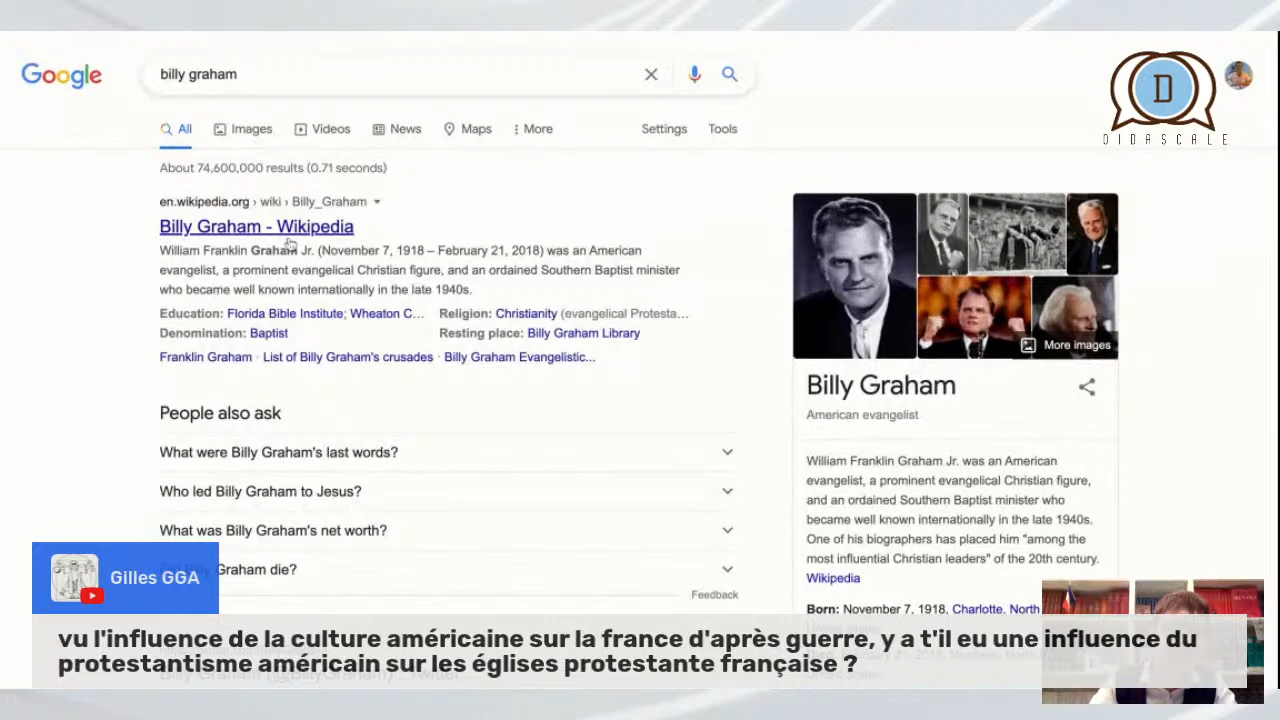 Google
billy graham
D
DIDASCALE
All
Images
Videos
News
Maps
More
Settings
Tools
About 74,600,000 results (0.71 seconds)
en.wikipedia.org › wiki › Billy_Graham
Billy Graham - Wikipedia
William Franklin Graham Jr. (November 7, 1918 – February 21, 2018) was an American
evangelist, a prominent evangelical Christian figure, and an ordained Southern Baptist minister
who became well known internationally in the late 1940s.
Education: Florida Bible Institute; Wheaton C... Religion: Christianity (evangelical Protesta...
Denomination: Baptist Resting place: Billy Graham Library
Franklin Graham · List of Billy Graham's crusades · Billy Graham Evangelistic...
People also ask
What were Billy Graham's last words?
Who led Billy Graham to Jesus?
What was Billy Graham's net worth?
Graham die?
Feedback
More images
Billy Graham
American evangelist
William Franklin Graham Jr. was an American
evangelist, a prominent evangelical Christian figure,
and an ordained Southern Baptist minister who
became well known internationally in the late 1940s.
One of his biographers has placed him "among the
most influential Christian leaders" of the 20th century.
Wikipedia
Born: November 7, 1918, Charlotte, North
Gilles GGA
vu l'influence de la culture américaine sur la france d'après guerre, y a t'il eu une influence du
protestantisme américain sur les églises protestante française ?